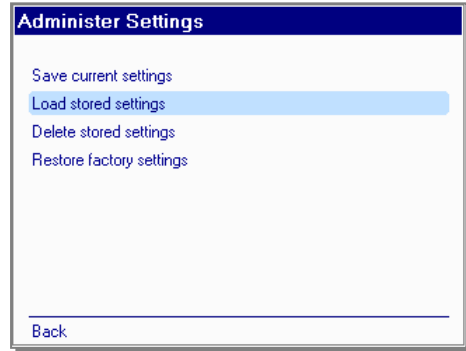 Administer Settings
Save current settings
Load stored settings
Delete stored settings
Restore factory settings
Back